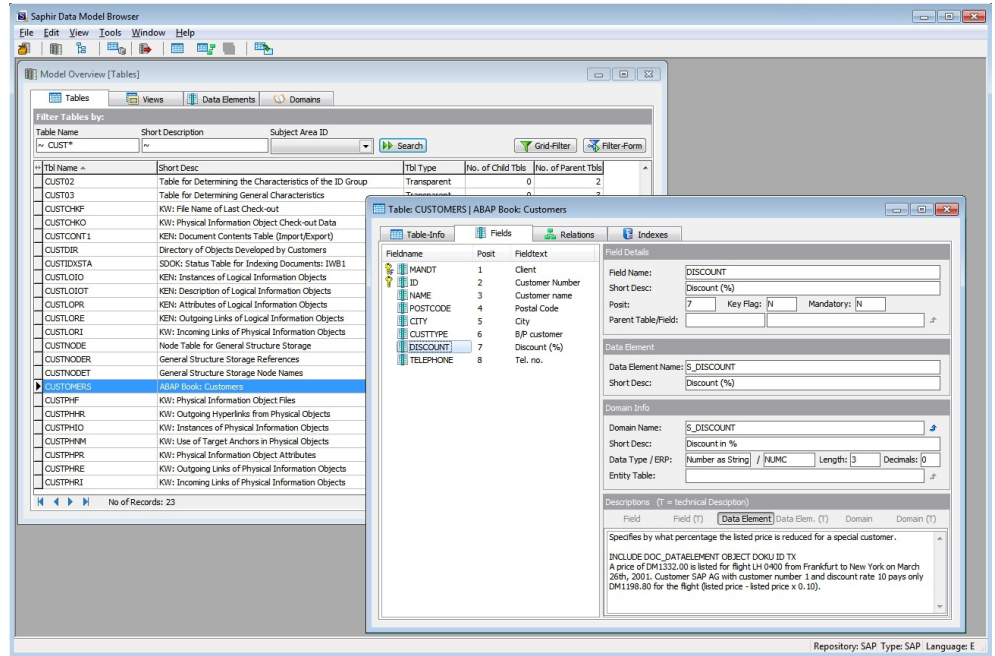 Saphir Data Model Browser
File Edit View Tools Window Help
Model Overview [Tables]
Tables Views Data Elements Domains
Filter Tables by:
Table Name Short Description Subject Area ID
~ CUST* ~ Search Grid-Filter Filter-Form
Tbl Name Short Desc Tbl Type No. of Child Tbls No. of Parent Tbls
CUST02 Table for Determining the Characteristics of the ID Group Transparent 0 2
CUST03 Table for Determining General Characteristics
CUSTCHKF KW: File Name of Last Check-out
CUSTCHKO KW: Physical Information Object Check-out Data
CUSTCONT1 KEN: Document Contents Table (Import/Export)
CUSTDIR Directory of Objects Developed by Customers
CUSTIDXSTA SDOK: Status Table for Indexing Documents: IWB1
CUSTLOIO KEN: Instances of Logical Information Objects
CUSTLOIOT KEN: Description of Logical Information Objects
CUSTLOPR KEN: Attributes of Logical Information Objects
CUSTLORE KEN: Outgoing Links of Logical Information Objects
CUSTLORI KW: Incoming Links of Physical Information Objects
CUSTNODE Node Table for General Structure Storage
CUSTNODER General Structure Storage References
CUSTNODET General Structure Storage Node Names
CUSTOMERS ABAP Book: Customers
CUSTPHF KW: Physical Information Object Files
CUSTPHHR KW: Outgoing Hyperlinks from Physical Objects
CUSTPHIO KW: Instances of Physical Information Objects
CUSTPHNM KW: Use of Target Anchors in Physical Objects
CUSTPHPR KW: Physical Information Object Attributes
CUSTPHRE KW: Outgoing Links of Physical Information Objects
CUSTPHRI KW: Incoming Links of Physical Information Objects
No of Records: 23
Table: CUSTOMERS | ABAP Book: Customers
Table-Info Fields Relations Indexes
Fieldname Posit Fieldtext
MANDT 1 Client
ID 2 Customer Number
NAME 3 Customer name
POSTCODE 4 Postal Code
CITY 5 City
CUSTTYPE 6 B/P customer
DISCOUNT 7 Discount (%)
TELEPHONE 8 Tel. no.
Field Details
Field Name: DISCOUNT
Short Desc: Discount (%)
Posit: 7 Key Flag: N Mandatory: N
Parent Table/Field:
Data Element
Data Element Name: S_DISCOUNT
Short Desc: Discount (%)
Domain Info
Domain Name: S_DISCOUNT
Short Desc: Discount in %
Data Type / ERP: Number as String / NUMC Length: 3 Decimals: 0
Entity Table:
Descriptions (T = technical Desciption)
Field Field (T) Data Element Data Elem. (T) Domain Domain (T)
Specifies by what percentage the listed price is reduced for a special customer.
INCLUDE DOC_DATAELEMENT OBJECT DOKU ID TX
A price of DM1332.00 is listed for flight LH 0400 from Frankfurt to New York on March
26th, 2001. Customer SAP AG with customer number 1 and discount rate 10 pays only
DM1198.80 for the flight (listed price - listed price x 0.10).
Repository: SAP Type: SAP Language: E